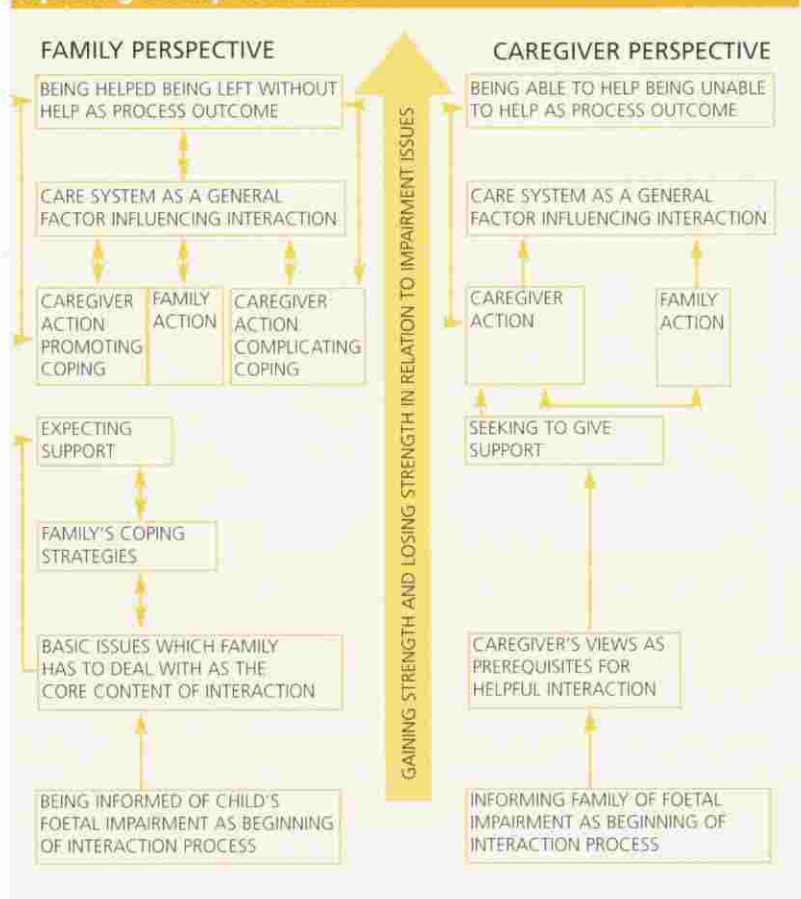 FAMILY PERSPECTIVE
BEING HELPED BEING LEFT WITHOUT
HELP AS PROCESS OUTCOME
CARE SYSTEM AS A GENERAL
FACTOR INFLUENCING INTERACTION
CAREGIVER
ACTION
PROMOTING
COPING
FAMILY
ACTION
CAREGIVER
ACTION
COMPLICATING
COPING
EXPECTING
SUPPORT
FAMILY'S COPING
STRATEGIES
BASIC ISSUES WHICH FAMILY
HAS TO DEAL WITH AS THE
CORE CONTENT OF INTERACTION
BEING INFORMED OF CHILD'S
FOETAL IMPAIRMENT AS BEGINNING
OF INTERACTION PROCESS
GAINING STRENGTH AND LOSING STRENGTH IN RELATION TO IMPAIRMENT ISSUES
CAREGIVER PERSPECTIVE
BEING ABLE TO HELP BEING UNABLE
TO HELP AS PROCESS OUTCOME
CARE SYSTEM AS A GENERAL
FACTOR INFLUENCING INTERACTION
CAREGIVER
ACTION
FAMILY
ACTION
SEEKING TO GIVE
SUPPORT
CAREGIVER'S VIEWS AS
PREREQUISITES FOR
HELPFUL INTERACTION
INFORMING FAMILY OF FOETAL
IMPAIRMENT AS BEGINNING OF
INTERACTION PROCESS